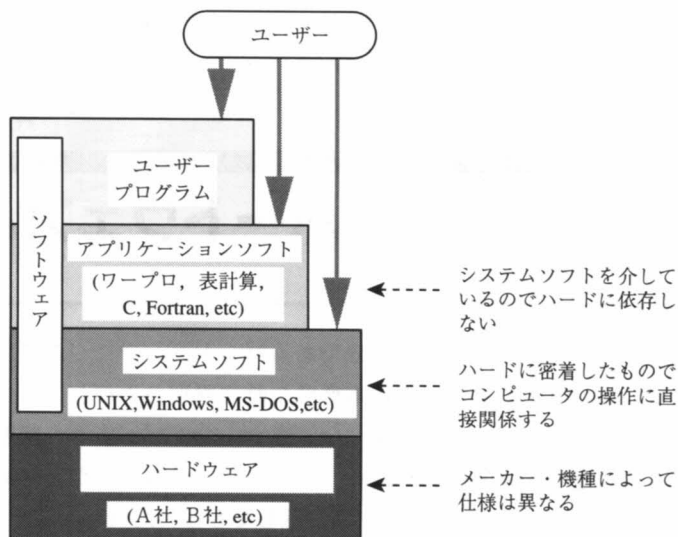 ユーザー
ユーザー
プログラム
ソフトウェア
アプリケーションソフト
(ワープロ, 表計算,
C, Fortran, etc)
システムソフトを介して
いるのでハードに依存し
ない
システムソフト
(UNIX,Windows, MS-DOS,etc)
ハードに密着したもので
コンピュータの操作に直
接関係する
ハードウェア
(A社, B社, etc)
メーカー・機種によって
仕様は異なる